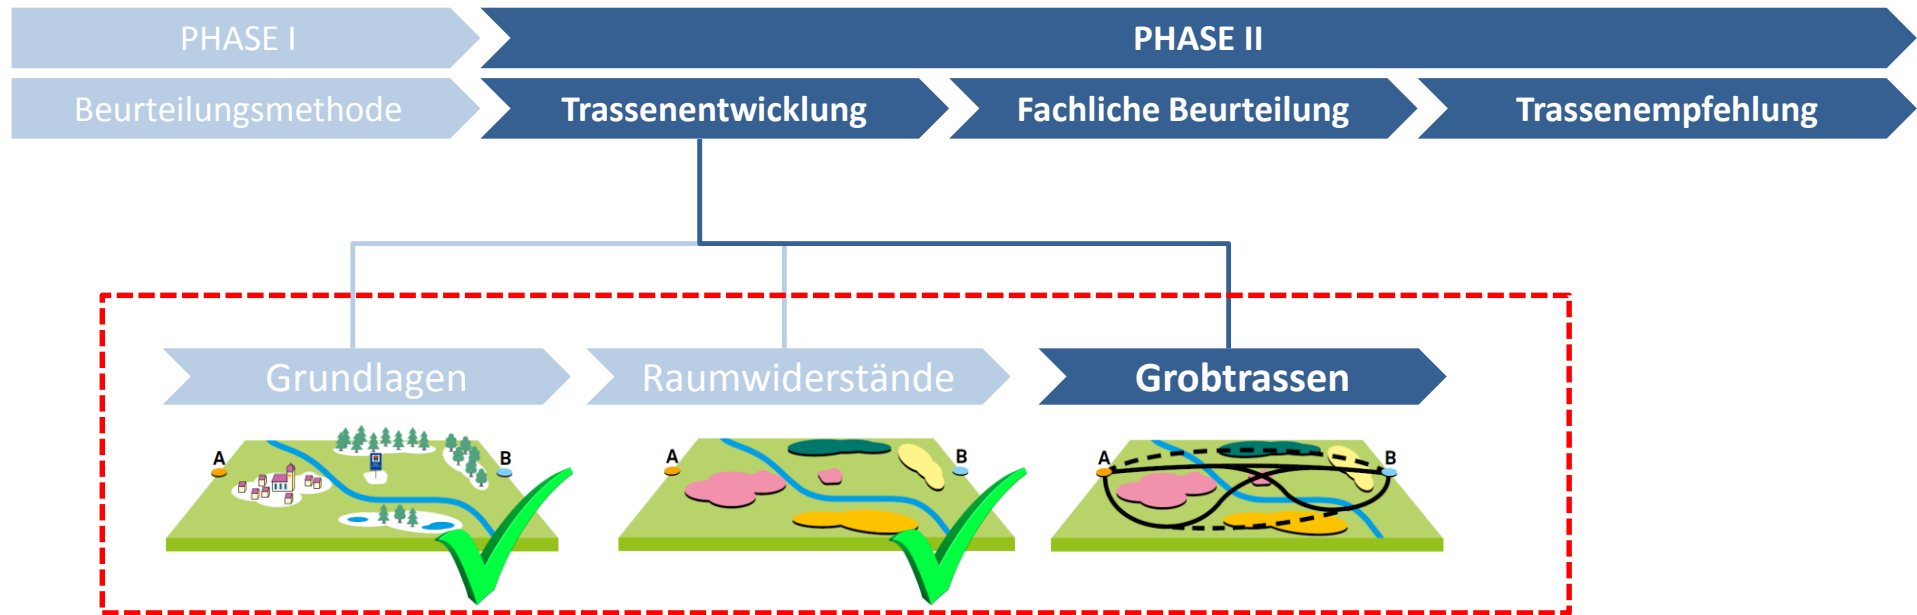 PHASE I
PHASE II
Beurteilungsmethode
Trassenentwicklung
Fachliche Beurteilung
Trassenempfehlung
Grundlagen
Raumwiderstände
Grobtrassen
A
B
A
B
A
B